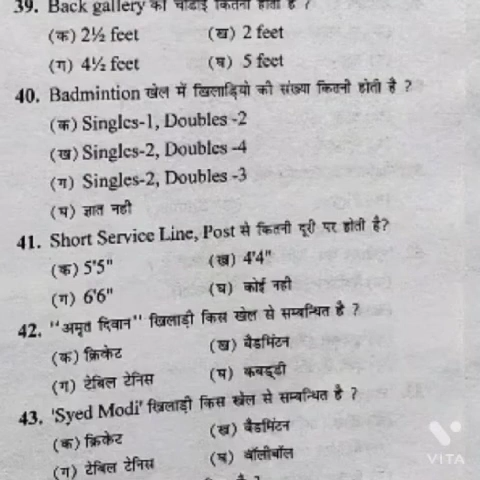 39. Back gallery की चौड़ाई कितनी होती है ?
(क) 2½ feet (ख) 2 feet
(ग) 4½ feet (घ) 5 feet
40. Badmintion खेल में खिलाड़ियो की संख्या कितनी होती है ?
(क) Singles-1, Doubles -2
(ख) Singles-2, Doubles -4
(ग) Singles-2, Doubles -3
(घ) ज्ञात नही
41. Short Service Line, Post से कितनी दूरी पर होती है?
(क) 5'5" (ख) 4'4"
(ग) 6'6" (घ) कोई नही
42. "अमृत दिवान" खिलाड़ी किस खेल से सम्बन्धित है ?
(क) क्रिकेट (ख) बैडमिंटन
(ग) टेबिल टेनिस (घ) कबड्डी
43. 'Syed Modi' खिलाड़ी किस खेल से सम्बन्धित है ?
(क) क्रिकेट (ख) बैडमिंटन
(ग) टेबिल टेनिस (घ) वॉलीबॉल
VITA